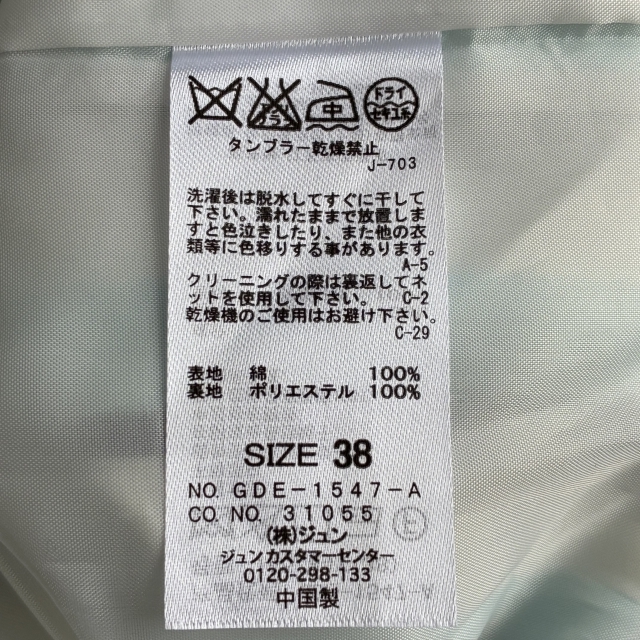 エンソ
サラシ
中
ドライ
セキユ系
タンブラー乾燥禁止
J-703
洗濯後は脱水してすぐに干して
下さい。濡れたままで放置しま
すと色泣きしたり、また他の衣
類等に色移りする事があります。
A-5
クリーニングの際は裏返してネ
ットを使用して下さい。 C-2
乾燥機のご使用はお避け下さい。
C-29
表地 綿 100%
裏地 ポリエステル 100%
SIZE 38
NO. GDE-1547-A
CO. NO. 31055
(株)ジュン
ジュン カスタマーセンター
0120-298-133
中国製